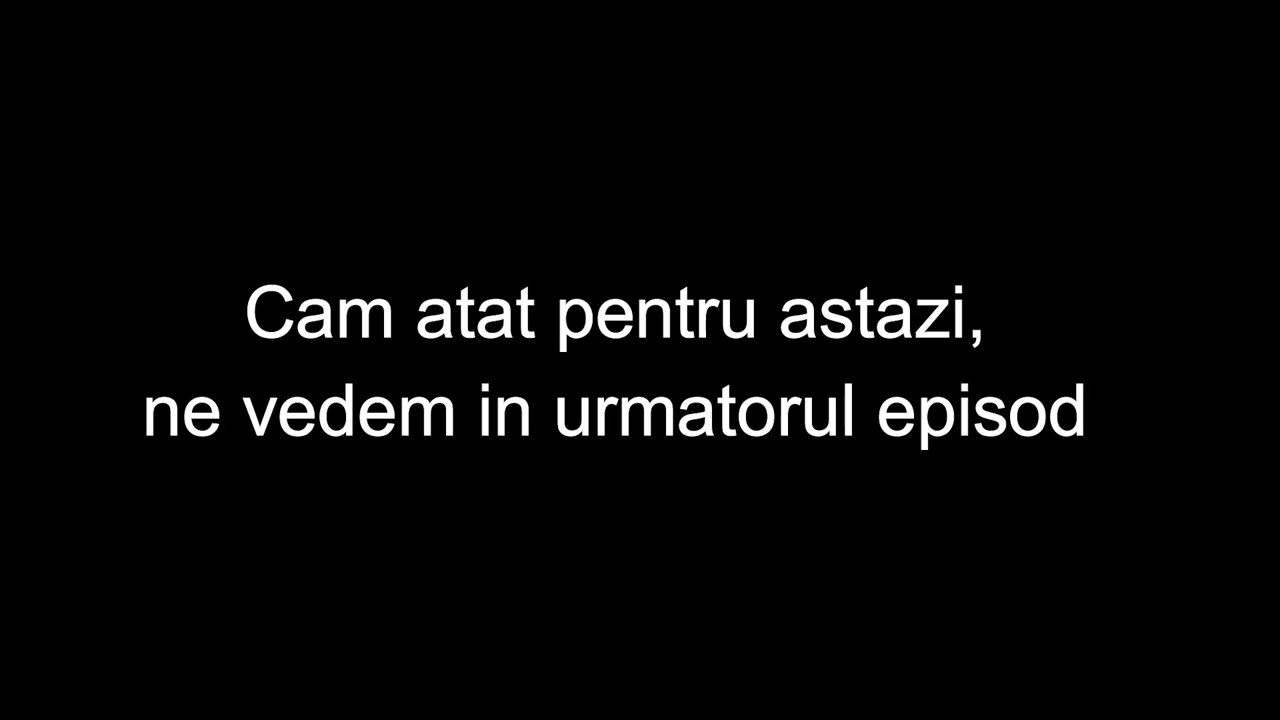 Cam atat pentru astazi,
ne vedem in urmatorul episod